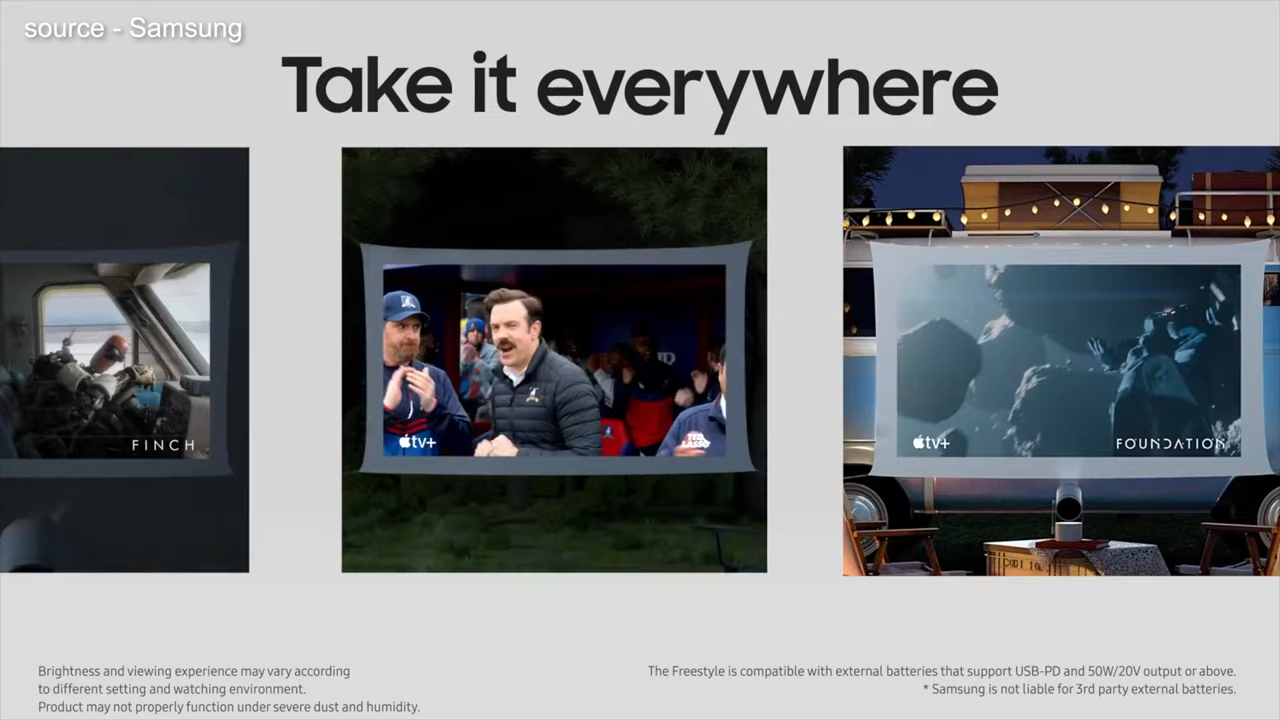 source - Samsung
Take it everywhere
FINCH
tv+
TED
LASSO
tv+
FOUNDATION
Brightness and viewing experience may vary according
to different setting and watching environment.
Product may not properly function under severe dust and humidity.
The Freestyle is compatible with external batteries that support USB-PD and 50W/20V output or above.
* Samsung is not liable for 3rd party external batteries.